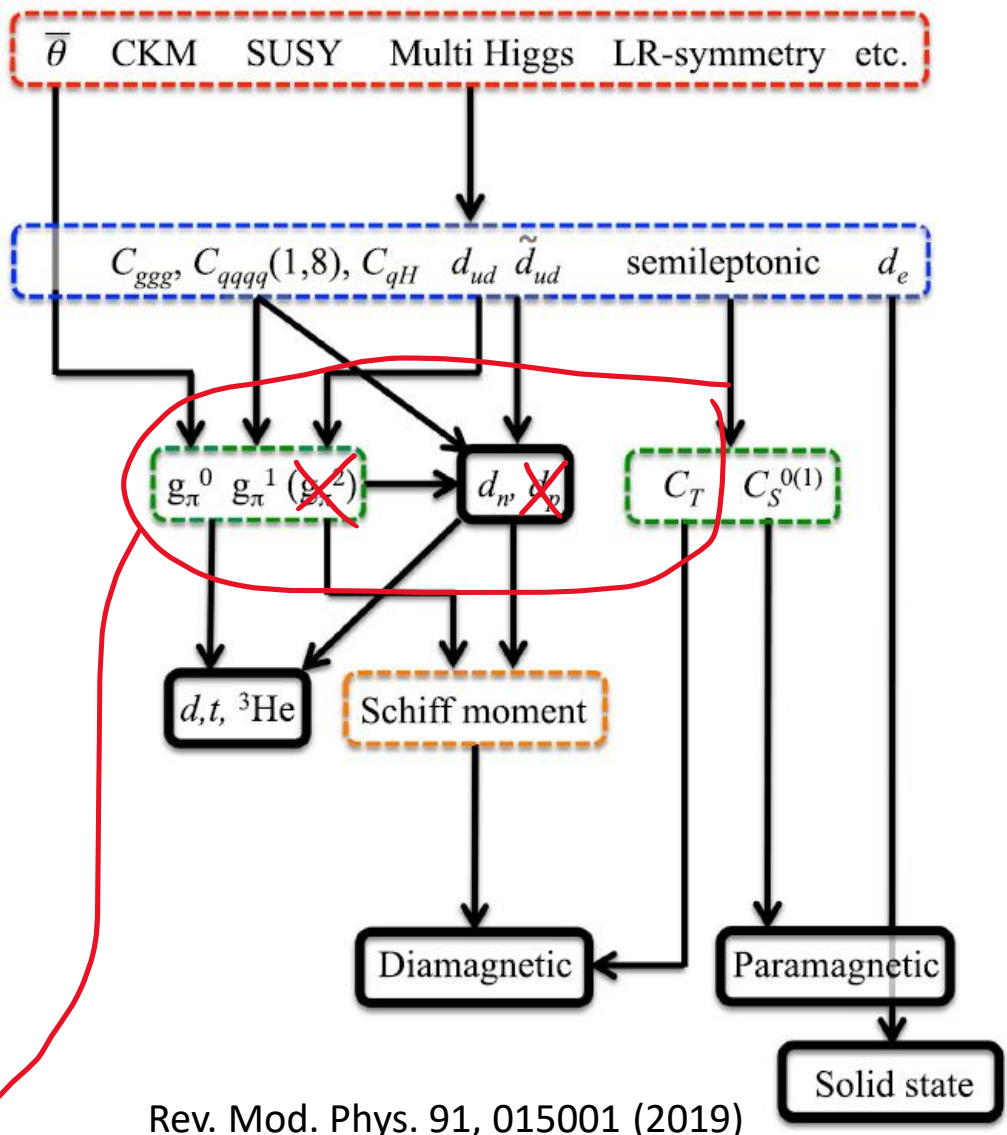 θ̅ CKM SUSY Multi Higgs LR-symmetry etc.
C_ggg, C_qqqq(1,8), C_qH d_ud d̃_ud semileptonic d_e
g_π^0 g_π^1 (g_π^2) d_n, d_p C_T C_S^0(1)
d,t, ³He Schiff moment
Diamagnetic Paramagnetic
Solid state
Rev. Mod. Phys. 91, 015001 (2019)